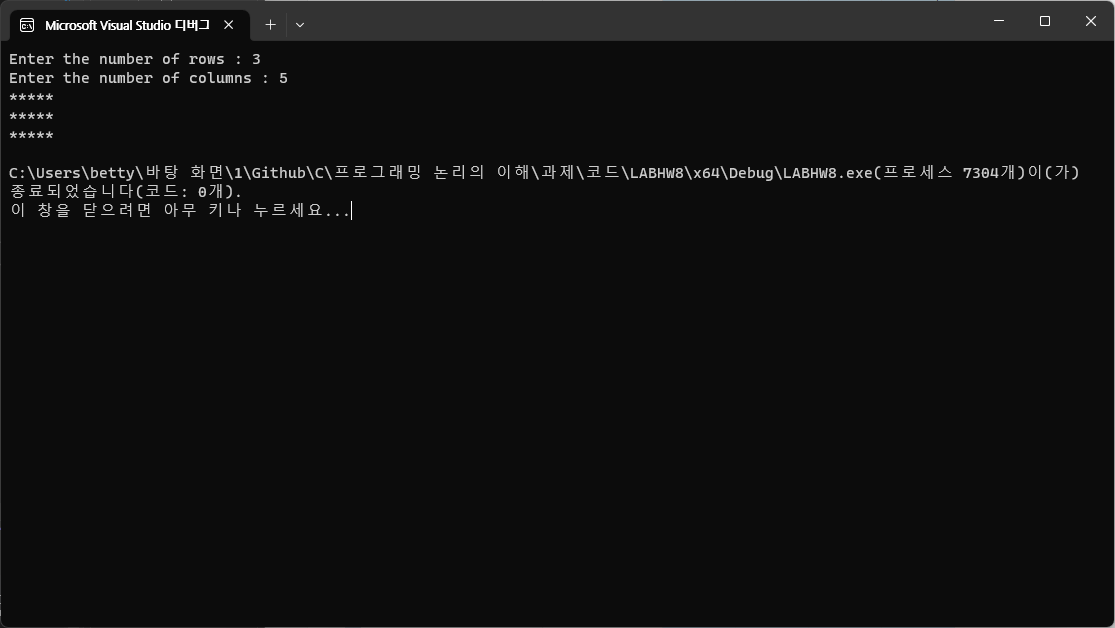 Microsoft Visual Studio 디버그
Enter the number of rows : 3
Enter the number of columns : 5
*****
*****
*****
C:\Users\betty\바탕 화면\1\Github\C\프로그래밍 논리의 이해\과제\코드\LABHW8\x64\Debug\LABHW8.exe(프로세스 7304개)이(가)
종료되었습니다(코드: 0개).
이 창을 닫으려면 아무 키나 누르세요...